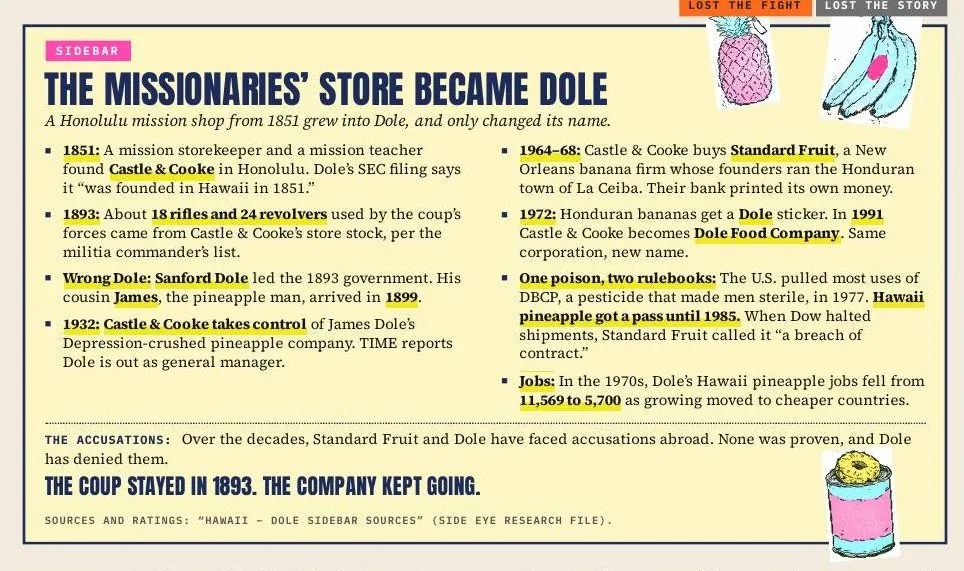 LOST THE FIGHT
LOST THE STORY
SIDEBAR
THE MISSIONARIES’ STORE BECAME DOLE
A Honolulu mission shop from 1851 grew into Dole, and only changed its name.
▪ 1851: A mission storekeeper and a mission teacher
found Castle & Cooke in Honolulu. Dole’s SEC filing says
it “was founded in Hawaii in 1851.”
▪ 1893: About 18 rifles and 24 revolvers used by the coup’s
forces came from Castle & Cooke’s store stock, per the
militia commander’s list.
▪ Wrong Dole: Sanford Dole led the 1893 government. His
cousin James, the pineapple man, arrived in 1899.
▪ 1932: Castle & Cooke takes control of James Dole’s
Depression-crushed pineapple company. TIME reports
Dole is out as general manager.
▪ 1964–68: Castle & Cooke buys Standard Fruit, a New
Orleans banana firm whose founders ran the Honduran
town of La Ceiba. Their bank printed its own money.
▪ 1972: Honduran bananas get a Dole sticker. In 1991
Castle & Cooke becomes Dole Food Company. Same
corporation, new name.
▪ One poison, two rulebooks: The U.S. pulled most uses of
DBCP, a pesticide that made men sterile, in 1977. Hawaii
pineapple got a pass until 1985. When Dow halted
shipments, Standard Fruit called it “a breach of
contract.”
▪ Jobs: In the 1970s, Dole’s Hawaii pineapple jobs fell from
11,569 to 5,700 as growing moved to cheaper countries.
THE ACCUSATIONS: Over the decades, Standard Fruit and Dole have faced accusations abroad. None was proven, and Dole
has denied them.
THE COUP STAYED IN 1893. THE COMPANY KEPT GOING.
SOURCES AND RATINGS: “HAWAII – DOLE SIDEBAR SOURCES” (SIDE EYE RESEARCH FILE).